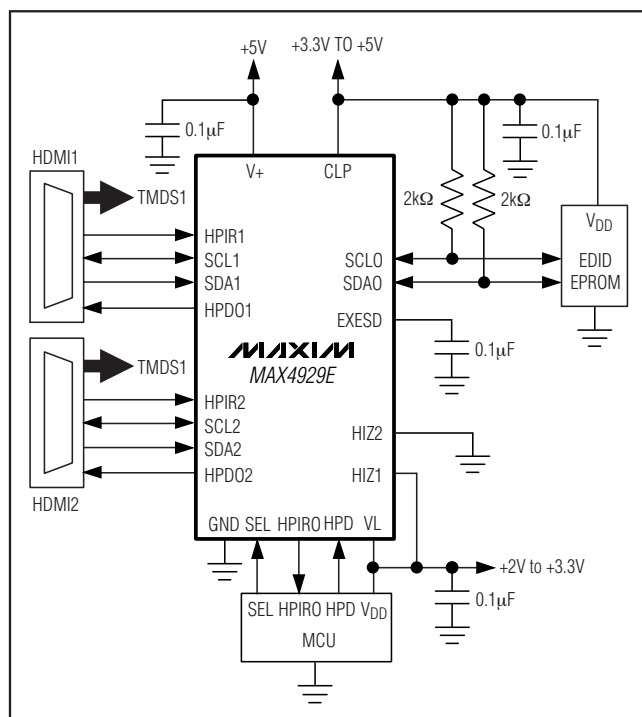 +5V
+3.3V TO +5V
0.1µF
0.1µF
HDMI1
V+
CLP
TMDS1
2kΩ
2kΩ
VDD
HPIR1
SCL1
SCL0
EDID
SDA1
SDA0
EPROM
HPDO1
EXESD
MAXIM
MAX4929E
0.1µF
TMDS1
HPIR2
SCL2
HIZ2
SDA2
HPDO2
HIZ1
HDMI2
GND SEL HPIRO HPD VL
+2V to +3.3V
SEL HPIRO HPD VDD
0.1µF
MCU